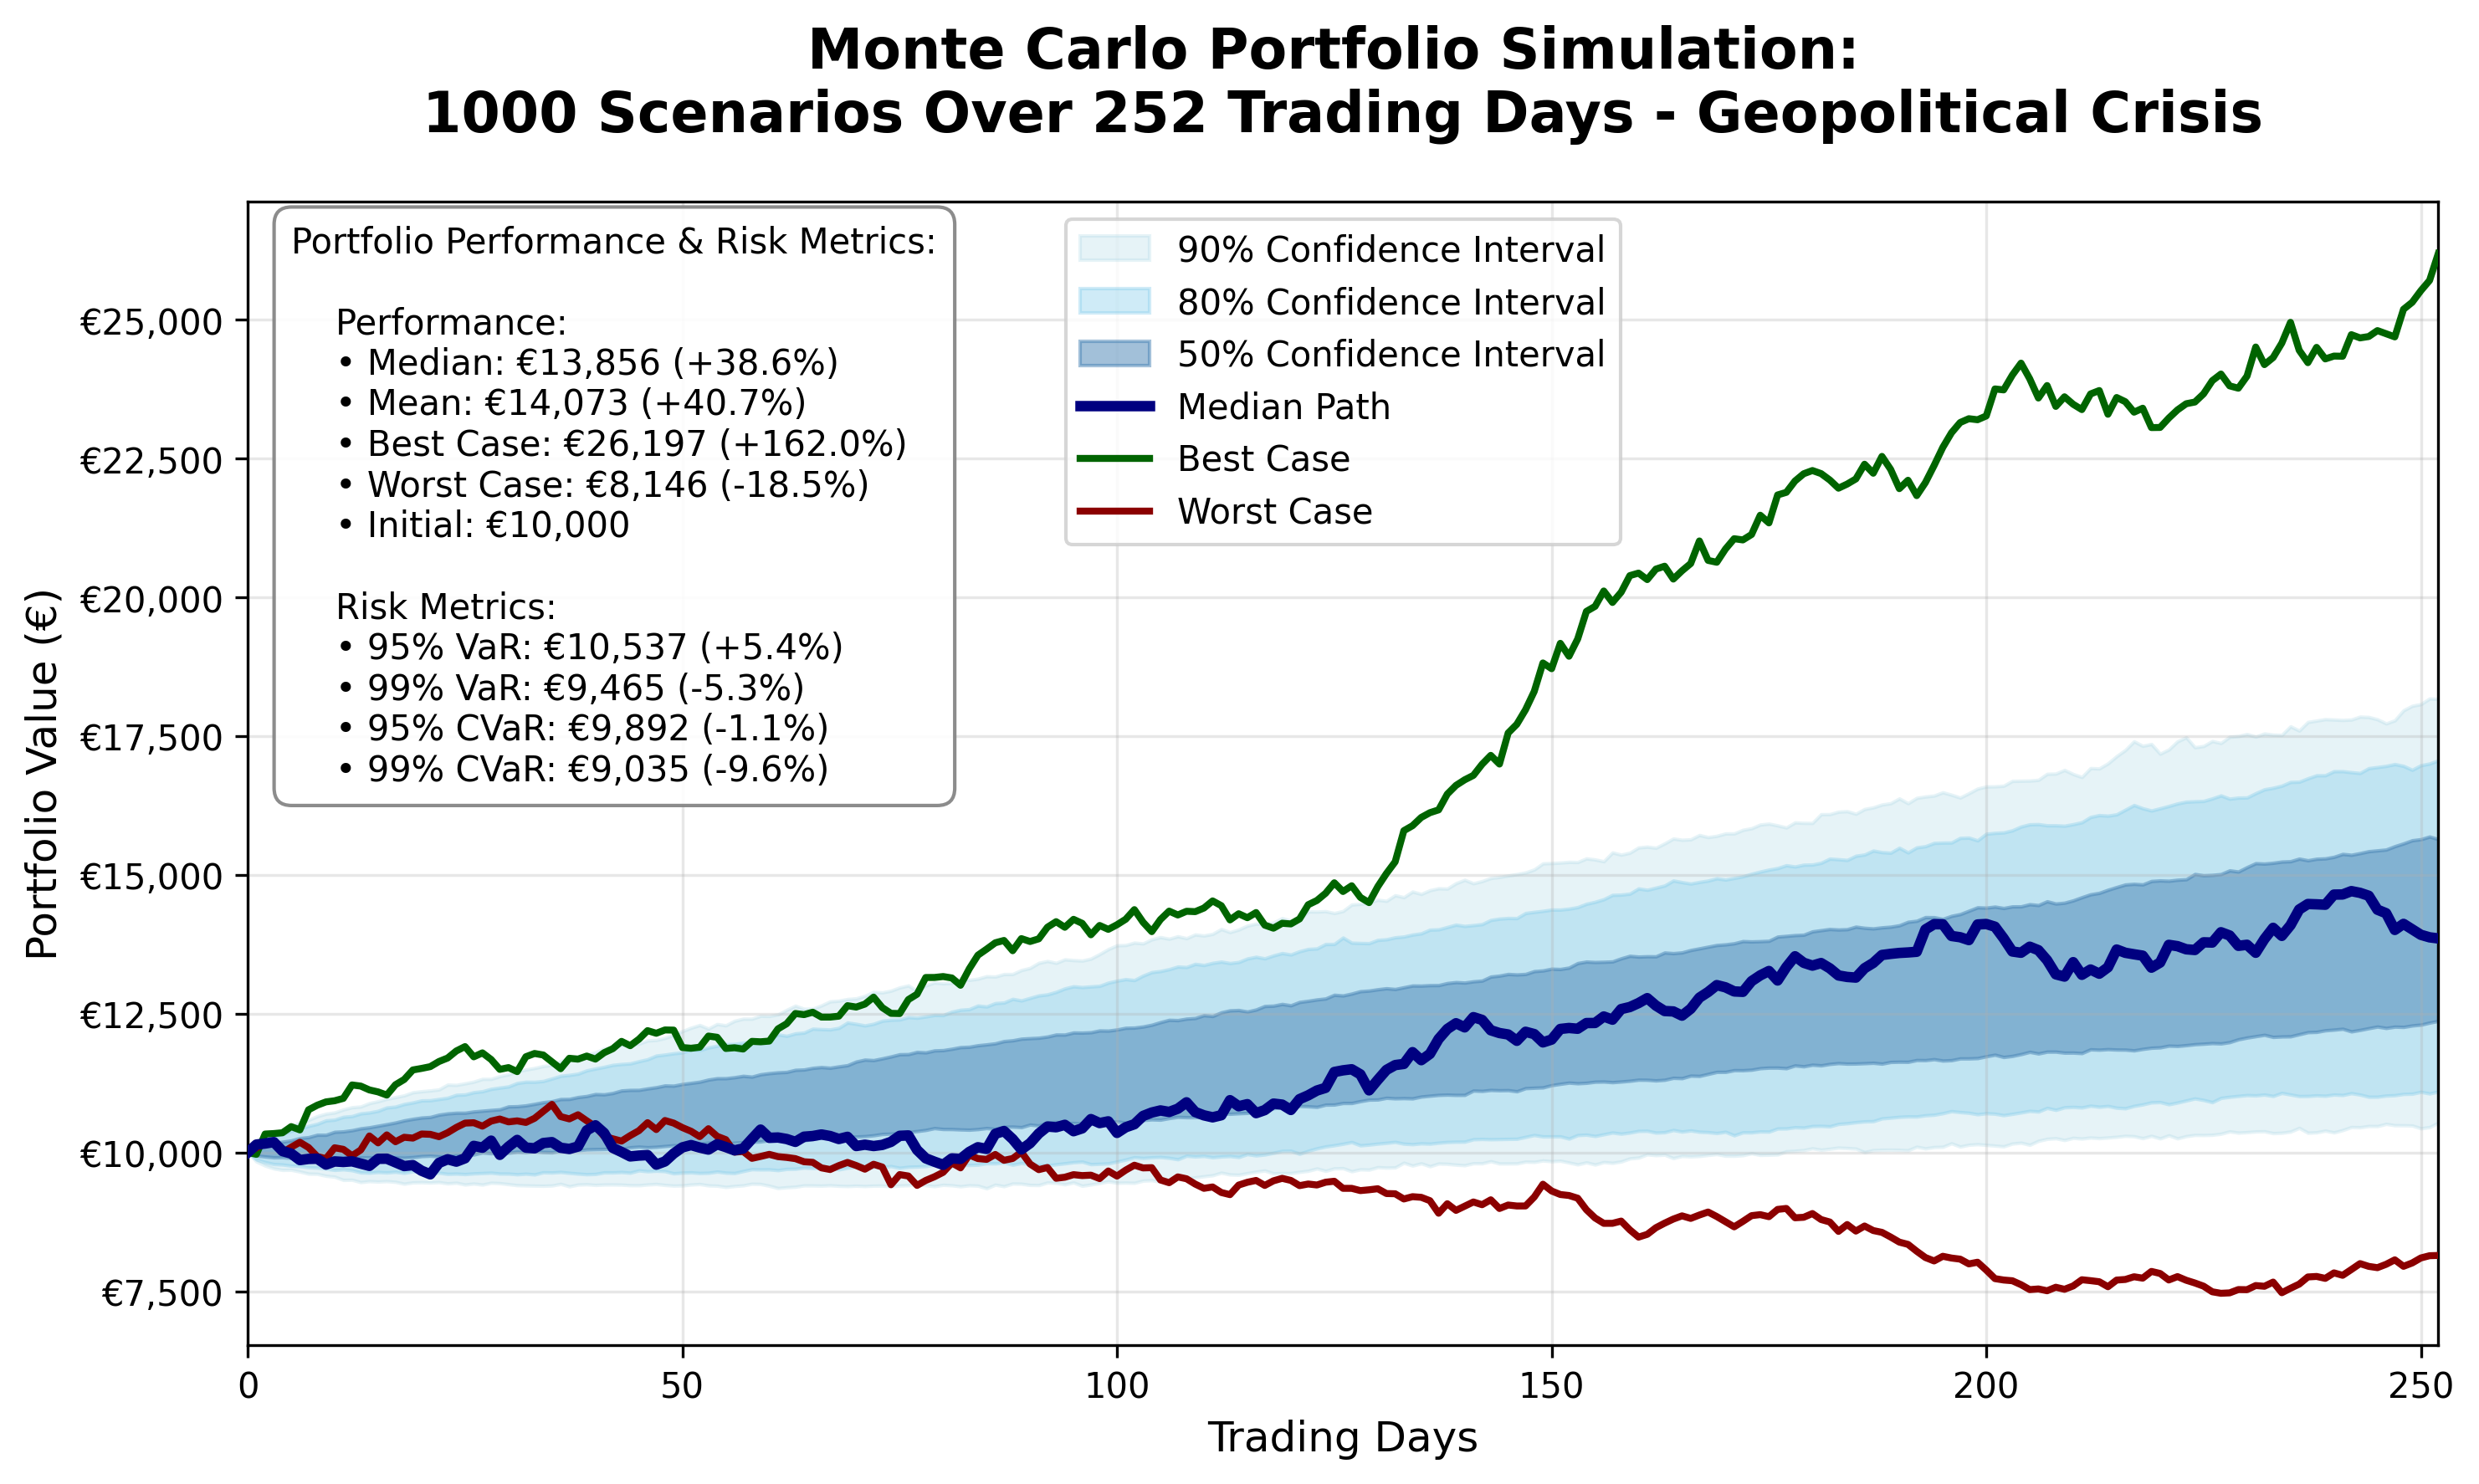 Monte Carlo Portfolio Simulation:
1000 Scenarios Over 252 Trading Days - Geopolitical Crisis
Portfolio Performance & Risk Metrics:
Performance:
• Median: €13,856 (+38.6%)
• Mean: €14,073 (+40.7%)
• Best Case: €26,197 (+162.0%)
• Worst Case: €8,146 (-18.5%)
• Initial: €10,000
Risk Metrics:
• 95% VaR: €10,537 (+5.4%)
• 99% VaR: €9,465 (-5.3%)
• 95% CVaR: €9,892 (-1.1%)
• 99% CVaR: €9,035 (-9.6%)
90% Confidence Interval
80% Confidence Interval
50% Confidence Interval
Median Path
Best Case
Worst Case
Portfolio Value (€)
€25,000
€22,500
€20,000
€17,500
€15,000
€12,500
€10,000
€7,500
0 50 100 150 200 250
Trading Days